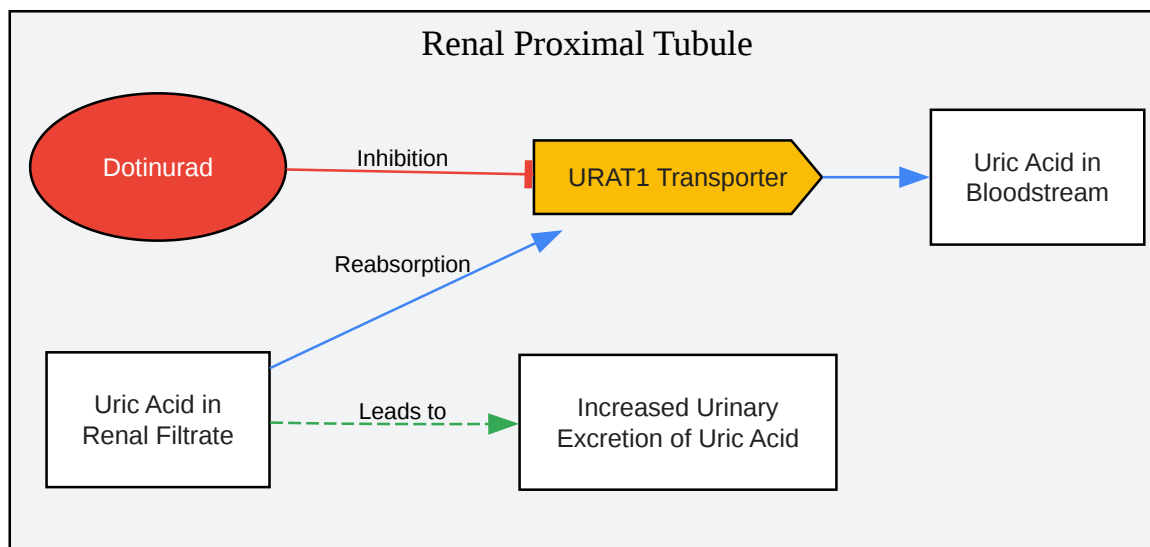 Renal Proximal Tubule
Dotinurad
Inhibition
URAT1 Transporter
Uric Acid in
Bloodstream
Reabsorption
Uric Acid in
Renal Filtrate
Leads to
Increased Urinary
Excretion of Uric Acid